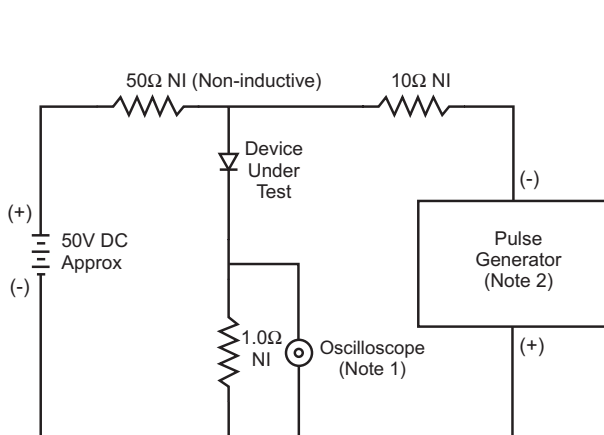 50Ω NI (Non-inductive)
10Ω NI
Device
Under
Test
(-)
(+)
50V DC
Approx
(-)
Pulse
Generator
(Note 2)
1.0Ω
NI
Oscilloscope
(Note 1)
(+)